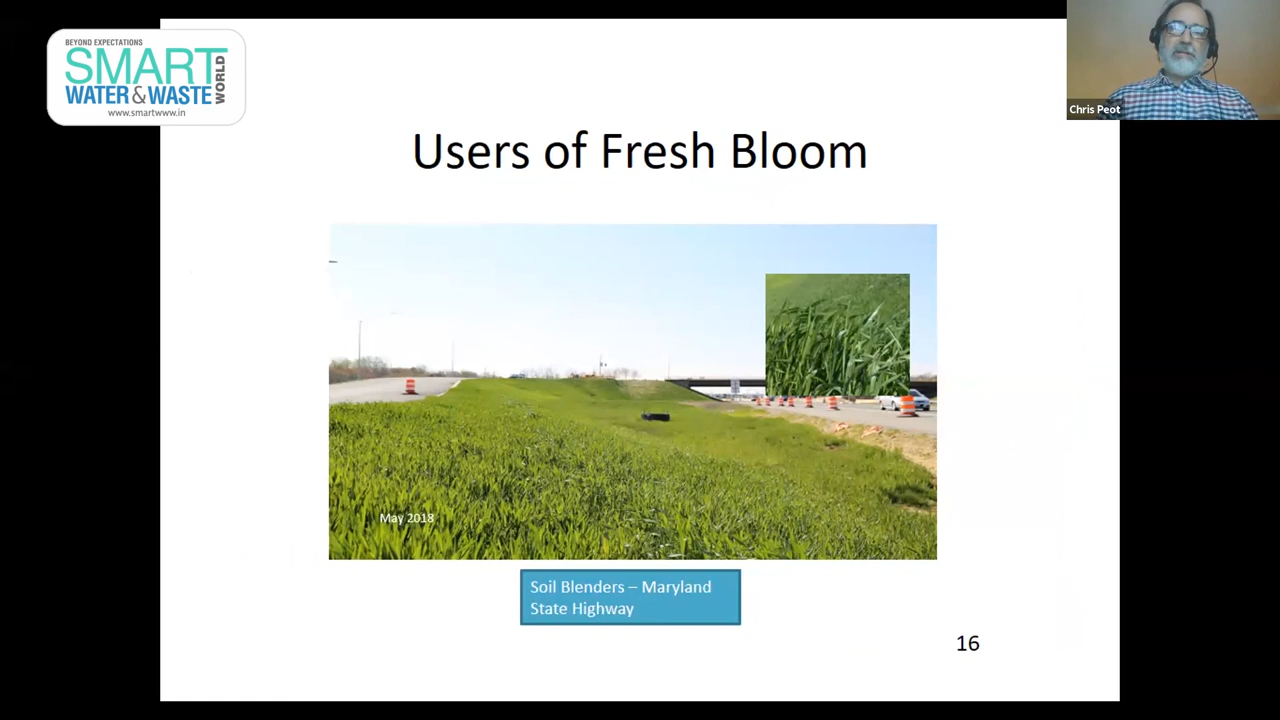 BEYOND EXPECTATIONS
SMART
WATER & WASTE
WORLD
www.smartwww.in
Chris Peot
Users of Fresh Bloom
May 2018
Soil Blenders – Maryland
State Highway
16